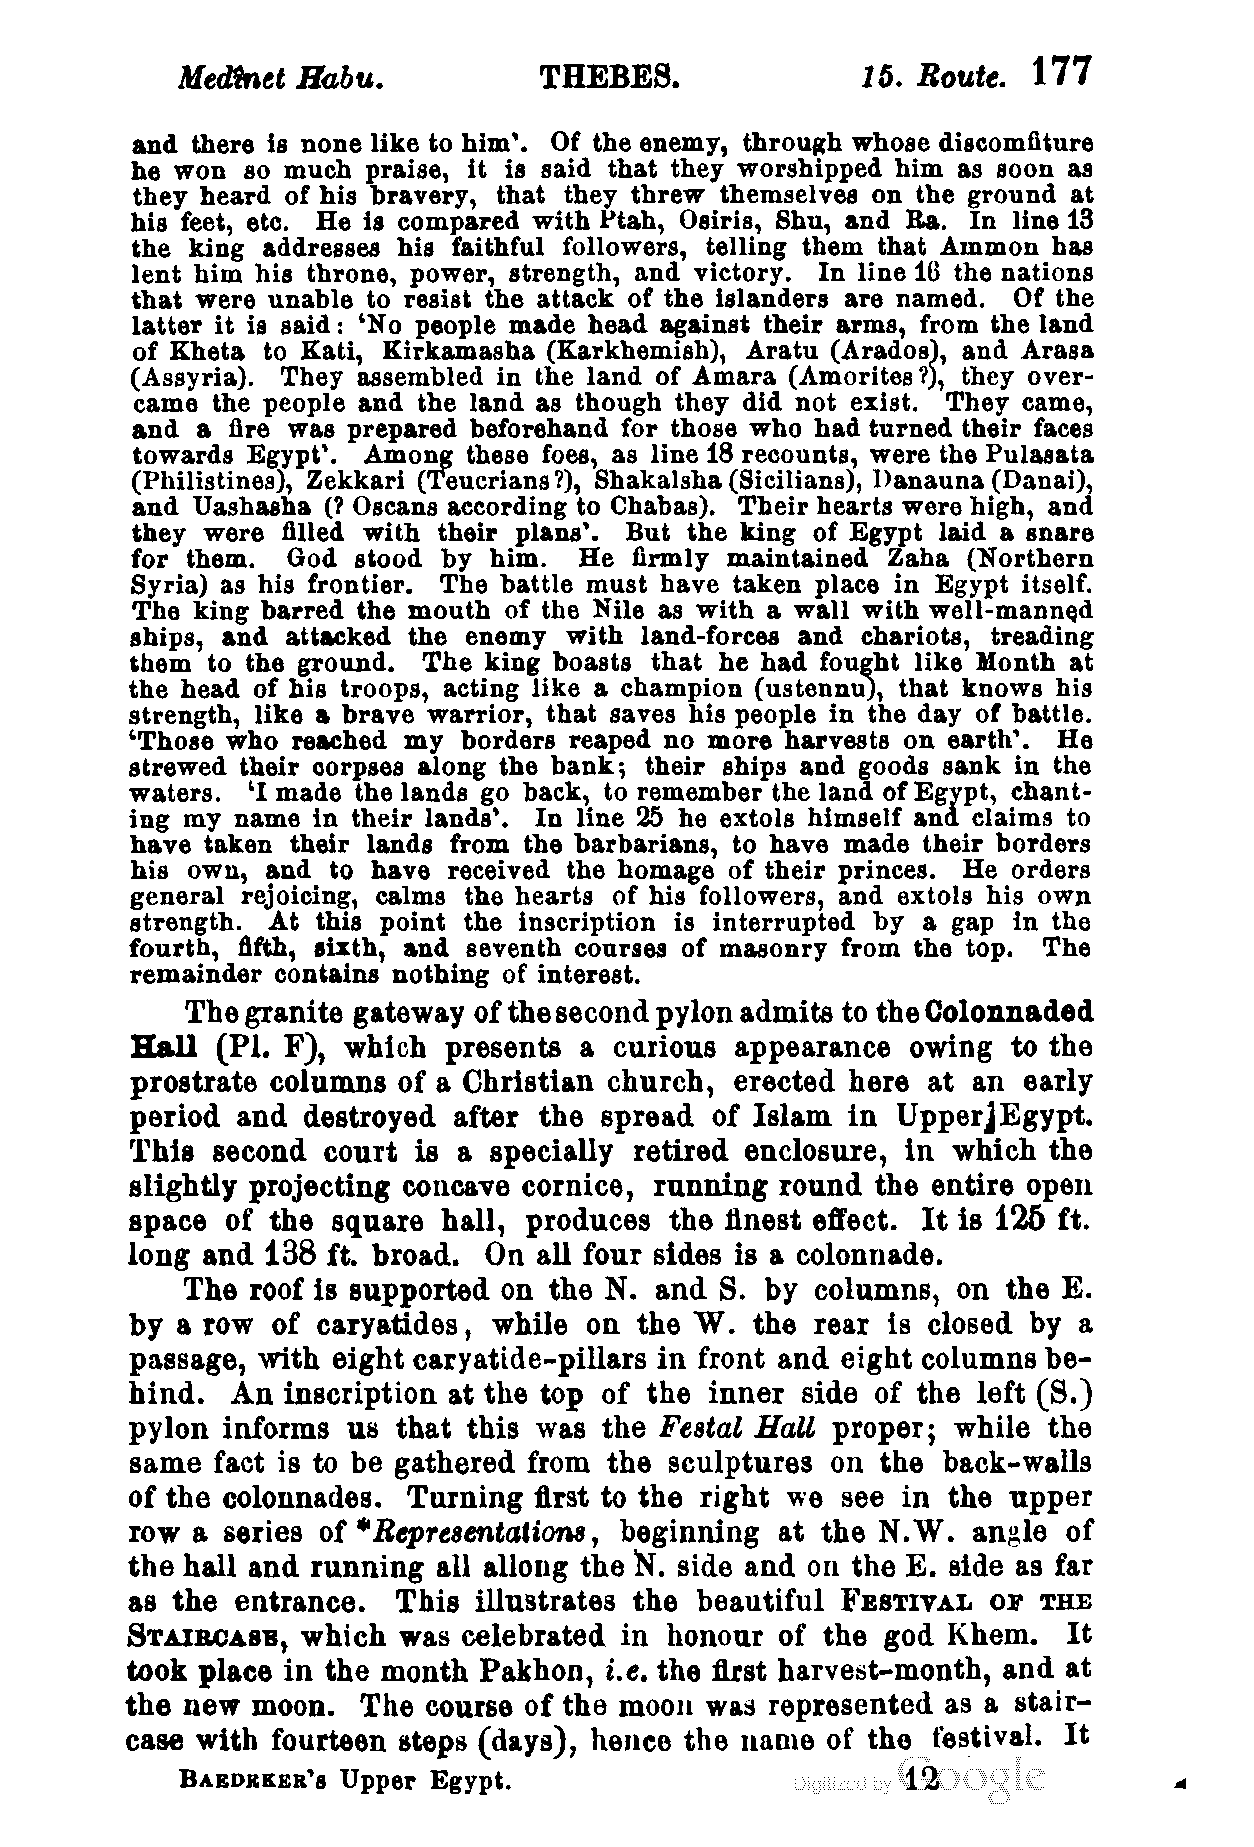 Medînet Habu. THEBES. 15. Route. 177
and there is none like to him'. Of the enemy, through whose discomfiture
he won so much praise, it is said that they worshipped him as soon as
they heard of his bravery, that they threw themselves on the ground at
his feet, etc. He is compared with Ptah, Osiris, Shu, and Ra. In line 13
the king addresses his faithful followers, telling them that Ammon has
lent him his throne, power, strength, and victory. In line 16 the nations
that were unable to resist the attack of the islanders are named. Of the
latter it is said: 'No people made head against their arms, from the land
of Kheta to Kati, Kirkamasha (Karkhemish), Aratu (Arados), and Arasa
(Assyria). They assembled in the land of Amara (Amorites?), they over-
came the people and the land as though they did not exist. They came,
and a fire was prepared beforehand for those who had turned their faces
towards Egypt'. Among these foes, as line 18 recounts, were the Pulasata
(Philistines), Zekkari (Teucrians?), Shakalsha (Sicilians), Danauna (Danai),
and Uashasha (? Oscans according to Chabas). Their hearts were high, and
they were filled with their plans'. But the king of Egypt laid a snare
for them. God stood by him. He firmly maintained Zaha (Northern
Syria) as his frontier. The battle must have taken place in Egypt itself.
The king barred the mouth of the Nile as with a wall with well-manned
ships, and attacked the enemy with land-forces and chariots, treading
them to the ground. The king boasts that he had fought like Month at
the head of his troops, acting like a champion (ustennu), that knows his
strength, like a brave warrior, that saves his people in the day of battle.
'Those who reached my borders reaped no more harvests on earth'. He
strewed their corpses along the bank; their ships and goods sank in the
waters. 'I made the lands go back, to remember the land of Egypt, chant-
ing my name in their lands'. In line 25 he extols himself and claims to
have taken their lands from the barbarians, to have made their borders
his own, and to have received the homage of their princes. He orders
general rejoicing, calms the hearts of his followers, and extols his own
strength. At this point the inscription is interrupted by a gap in the
fourth, fifth, sixth, and seventh courses of masonry from the top. The
remainder contains nothing of interest.
The granite gateway of the second pylon admits to the Colonnaded
Hall (Pl. F), which presents a curious appearance owing to the
prostrate columns of a Christian church, erected here at an early
period and destroyed after the spread of Islam in Upper Egypt.
This second court is a specially retired enclosure, in which the
slightly projecting concave cornice, running round the entire open
space of the square hall, produces the finest effect. It is 125 ft.
long and 138 ft. broad. On all four sides is a colonnade.
The roof is supported on the N. and S. by columns, on the E.
by a row of caryatides, while on the W. the rear is closed by a
passage, with eight caryatide-pillars in front and eight columns be-
hind. An inscription at the top of the inner side of the left (S.)
pylon informs us that this was the Festal Hall proper; while the
same fact is to be gathered from the sculptures on the back-walls
of the colonnades. Turning first to the right we see in the upper
row a series of *Representations, beginning at the N.W. angle of
the hall and running all allong the N. side and on the E. side as far
as the entrance. This illustrates the beautiful FESTIVAL OF THE
STAIRCASE, which was celebrated in honour of the god Khem. It
took place in the month Pakhon, i.e. the first harvest-month, and at
the new moon. The course of the moon was represented as a stair-
case with fourteen steps (days), hence the name of the festival. It
BAEDEKER's Upper Egypt. 12
Digitized by Google